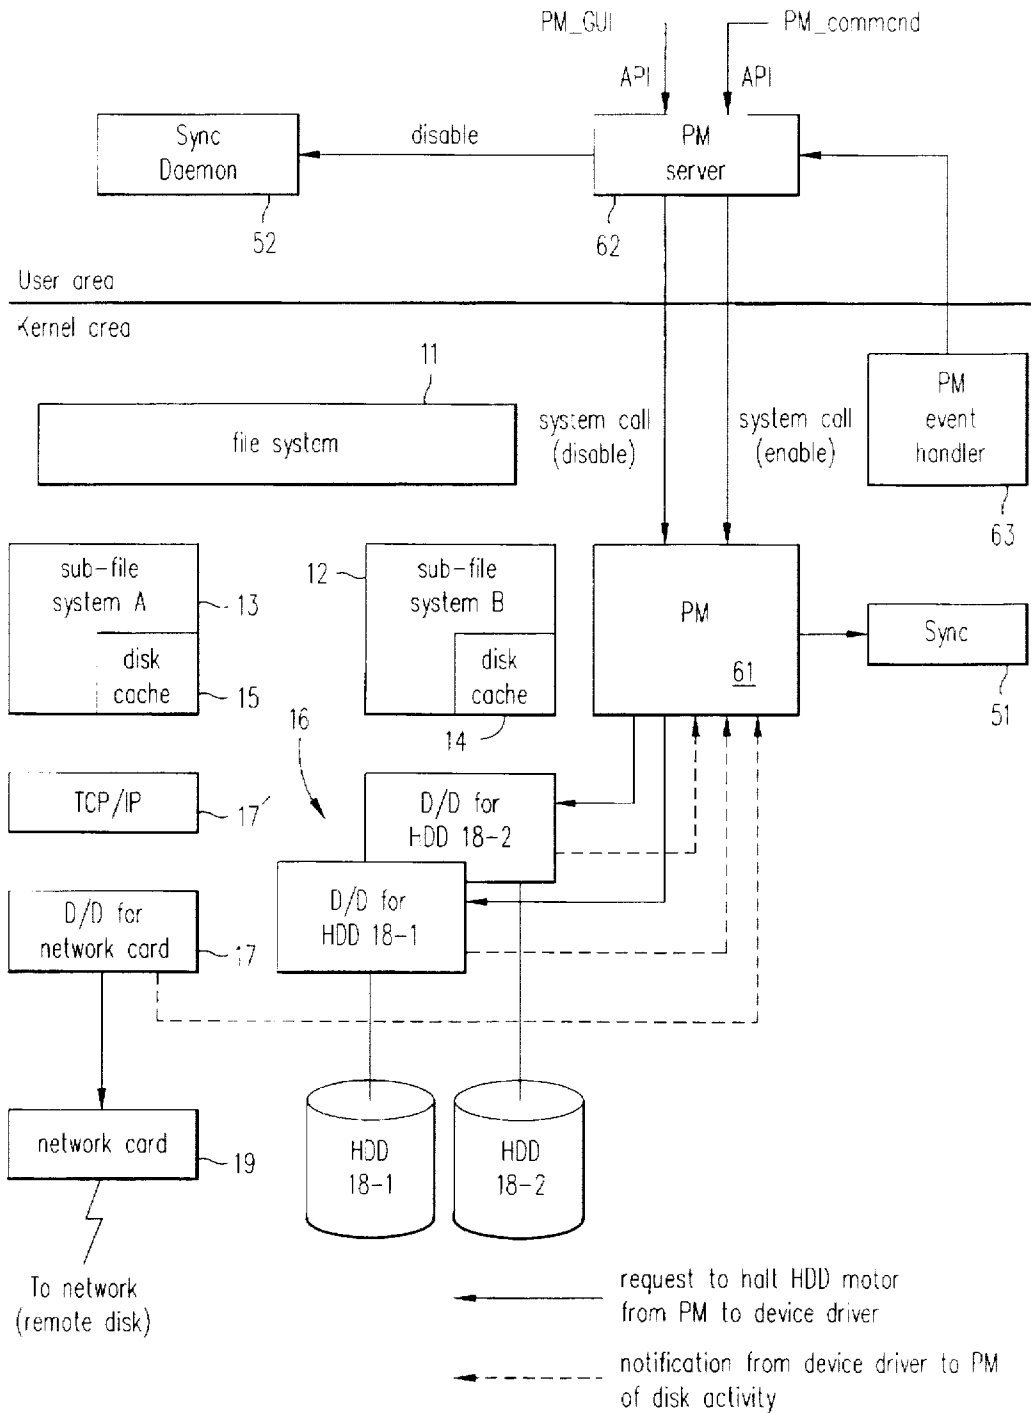 PM_GUI
PM_command
API
API
Sync
Daemon
52
disable
PM
server
62
User area
Kernel area
11
file system
system call
(disable)
system call
(enable)
PM
event
handler
63
sub-file
system A
13
disk
cache
15
12
sub-file
system B
disk
cache
14
PM
61
Sync
51
16
TCP/IP
17'
D/D for
HDD 18-2
D/D for
HDD 18-1
D/D for
network card
17
network card
19
HDD
18-1
HDD
18-2
To network
(remote disk)
request to halt HDD motor
from PM to device driver
notification from device driver to PM
of disk activity